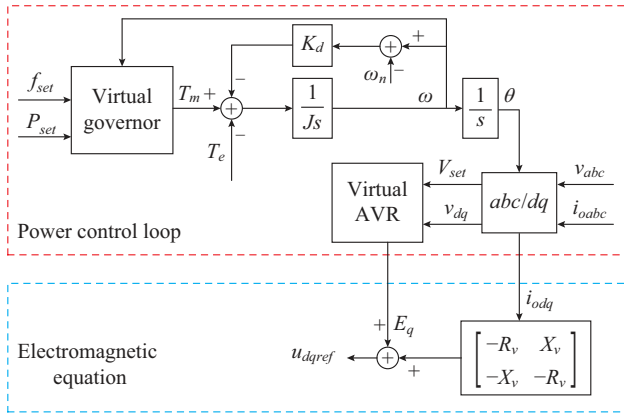 K_d
+
ω_n
−
−
f_set
P_set
Virtual
governor
T_m +
+
−
T_e
1
Js
ω
1
s
θ
Virtual
AVR
V_set
v_dq
abc/dq
v_abc
i_oabc
Power control loop
i_odq
Electromagnetic
equation
+ E_q
u_dqref
+
+
−R_v X_v
−X_v −R_v